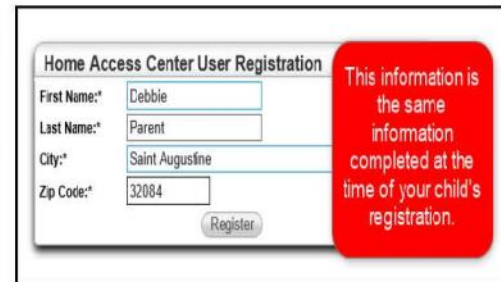 Home Access Center User Registration
First Name:* Debbie
Last Name:* Parent
City:* Saint Augustine
Zip Code:* 32084
Register
This information is
the same
information
completed at the
time of your child's
registration.